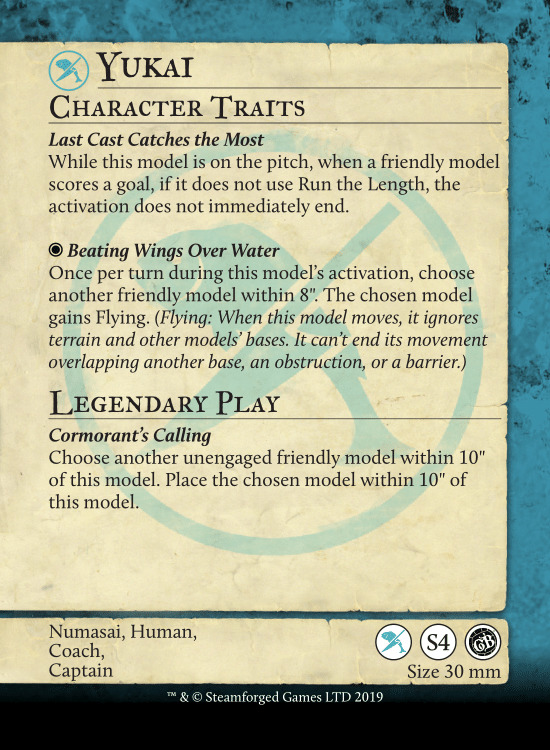 Yukai
Character Traits
Last Cast Catches the Most
While this model is on the pitch, when a friendly model
scores a goal, if it does not use Run the Length, the
activation does not immediately end.
Beating Wings Over Water
Once per turn during this model's activation, choose
another friendly model within 8". The chosen model
gains Flying. (Flying: When this model moves, it ignores
terrain and other models' bases. It can't end its movement
overlapping another base, an obstruction, or a barrier.)
Legendary Play
Cormorant's Calling
Choose another unengaged friendly model within 10"
of this model. Place the chosen model within 10" of
this model.
Numasai, Human,
Coach,
Captain
S4
GB
Size 30 mm
™ & © Steamforged Games LTD 2019